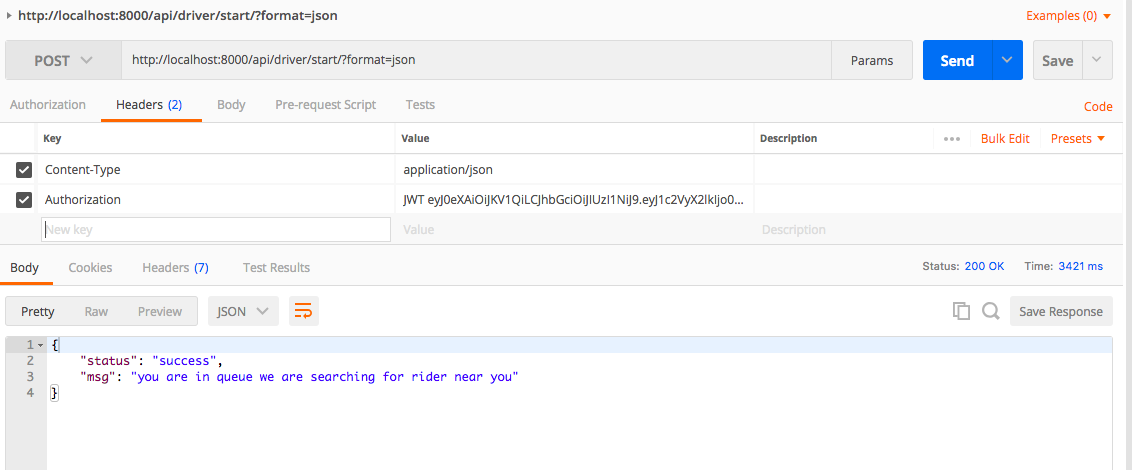 http://localhost:8000/api/driver/start/?format=json Examples (0)
POST http://localhost:8000/api/driver/start/?format=json Params Send Save
Authorization Headers (2) Body Pre-request Script Tests Code
Key Value Description ••• Bulk Edit Presets
Content-Type application/json
Authorization JWT eyJ0eXAiOiJKV1QiLCJhbGciOiJIUzI1NiJ9.eyJ1c2VyX2lkIjo0...
New key Value Description
Body Cookies Headers (7) Test Results Status: 200 OK Time: 3421 ms
Pretty Raw Preview JSON Save Response
1 {
2 "status": "success",
3 "msg": "you are in queue we are searching for rider near you"
4 }